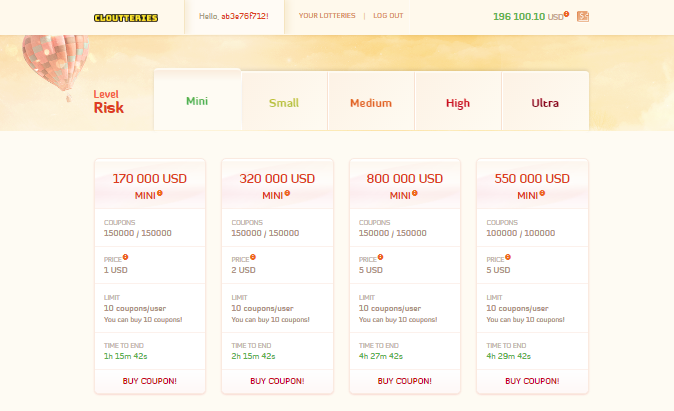 CLOUTTERIES
Hello, ab3e76f712!
YOUR LOTTERIES | LOG OUT
196 100.10 USD
Level
Risk
Mini
Small
Medium
High
Ultra
170 000 USD
MINI
COUPONS
150000 / 150000
PRICE
1 USD
LIMIT
10 coupons/user
You can buy 10 coupons!
TIME TO END
1h 15m 42s
BUY COUPON!
320 000 USD
MINI
COUPONS
150000 / 150000
PRICE
2 USD
LIMIT
10 coupons/user
You can buy 10 coupons!
TIME TO END
2h 15m 42s
BUY COUPON!
800 000 USD
MINI
COUPONS
150000 / 150000
PRICE
5 USD
LIMIT
10 coupons/user
You can buy 10 coupons!
TIME TO END
4h 27m 42s
BUY COUPON!
550 000 USD
MINI
COUPONS
100000 / 100000
PRICE
5 USD
LIMIT
10 coupons/user
You can buy 10 coupons!
TIME TO END
4h 29m 42s
BUY COUPON!